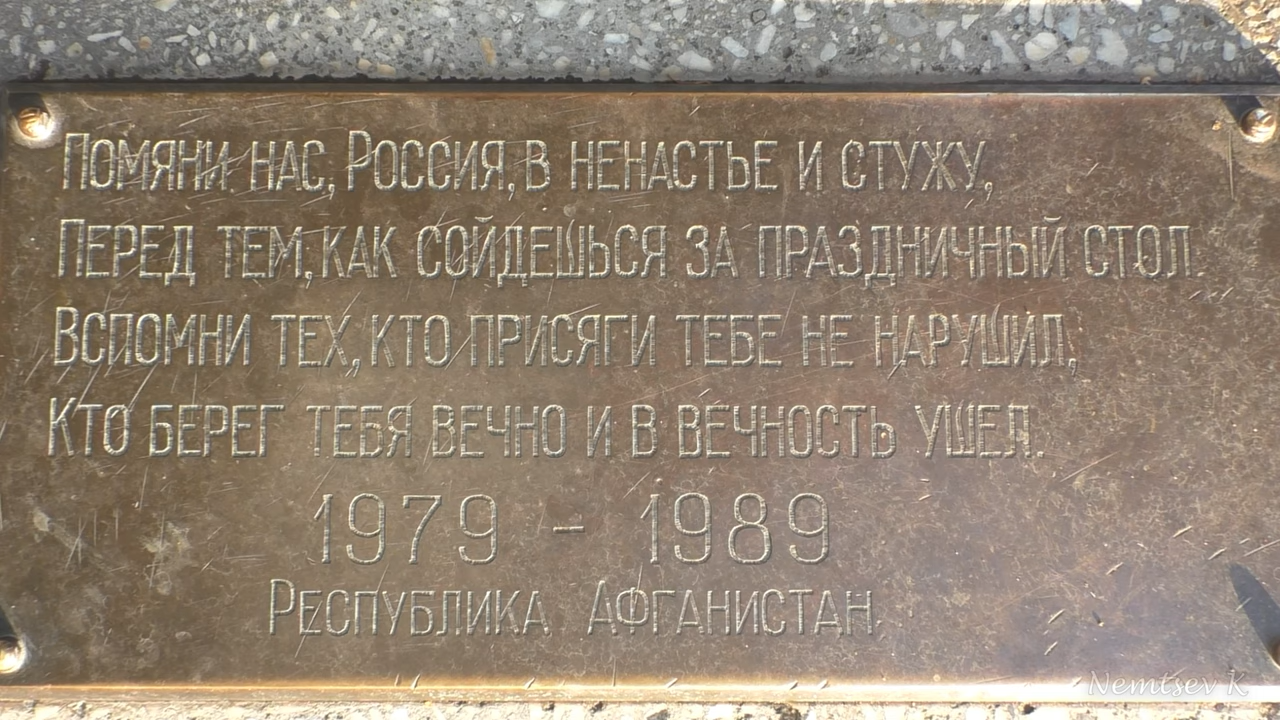 Помяни нас, Россия, в ненастье и стужу,
Перед тем, как сойдешься за праздничный стол.
Вспомни тех, кто присяги тебе не нарушил,
Кто берег тебя вечно и в вечность ушел.
1979 - 1989
Республика Афганистан
Nemtsev K